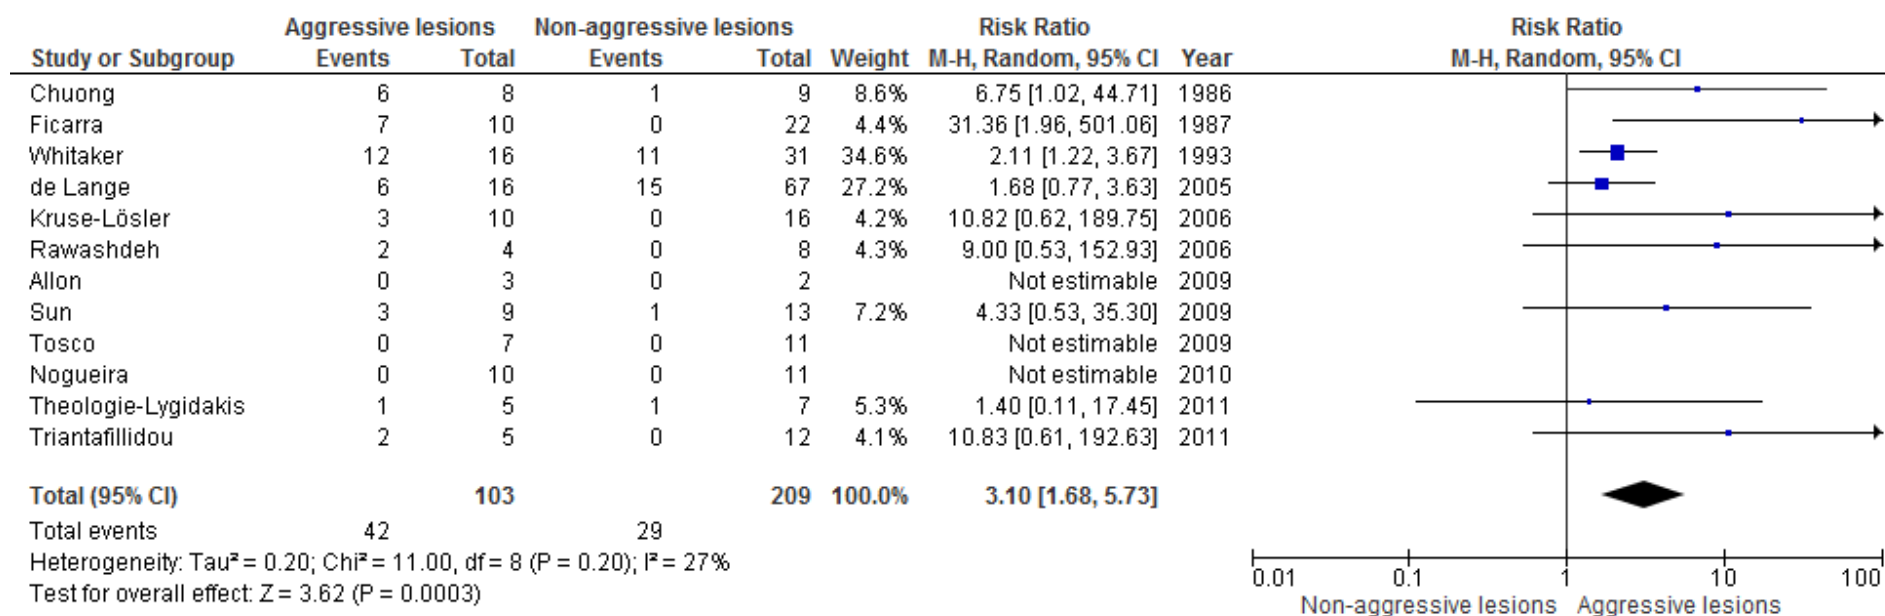 Aggressive lesions Non-aggressive lesions Risk Ratio Risk Ratio
Study or Subgroup Events Total Events Total Weight M-H, Random, 95% CI Year M-H, Random, 95% CI
Chuong 6 8 1 9 8.6% 6.75 [1.02, 44.71] 1986
Ficarra 7 10 0 22 4.4% 31.36 [1.96, 501.06] 1987
Whitaker 12 16 11 31 34.6% 2.11 [1.22, 3.67] 1993
de Lange 6 16 15 67 27.2% 1.68 [0.77, 3.63] 2005
Kruse-Lösler 3 10 0 16 4.2% 10.82 [0.62, 189.75] 2006
Rawashdeh 2 4 0 8 4.3% 9.00 [0.53, 152.93] 2006
Allon 0 3 0 2 Not estimable 2009
Sun 3 9 1 13 7.2% 4.33 [0.53, 35.30] 2009
Tosco 0 7 0 11 Not estimable 2009
Nogueira 0 10 0 11 Not estimable 2010
Theologie-Lygidakis 1 5 1 7 5.3% 1.40 [0.11, 17.45] 2011
Triantafillidou 2 5 0 12 4.1% 10.83 [0.61, 192.63] 2011
Total (95% CI) 103 209 100.0% 3.10 [1.68, 5.73]
Total events 42 29
Heterogeneity: Tau² = 0.20; Chi² = 11.00, df = 8 (P = 0.20); I² = 27%
Test for overall effect: Z = 3.62 (P = 0.0003)
0.01 0.1 1 10 100
Non-aggressive lesions Aggressive lesions